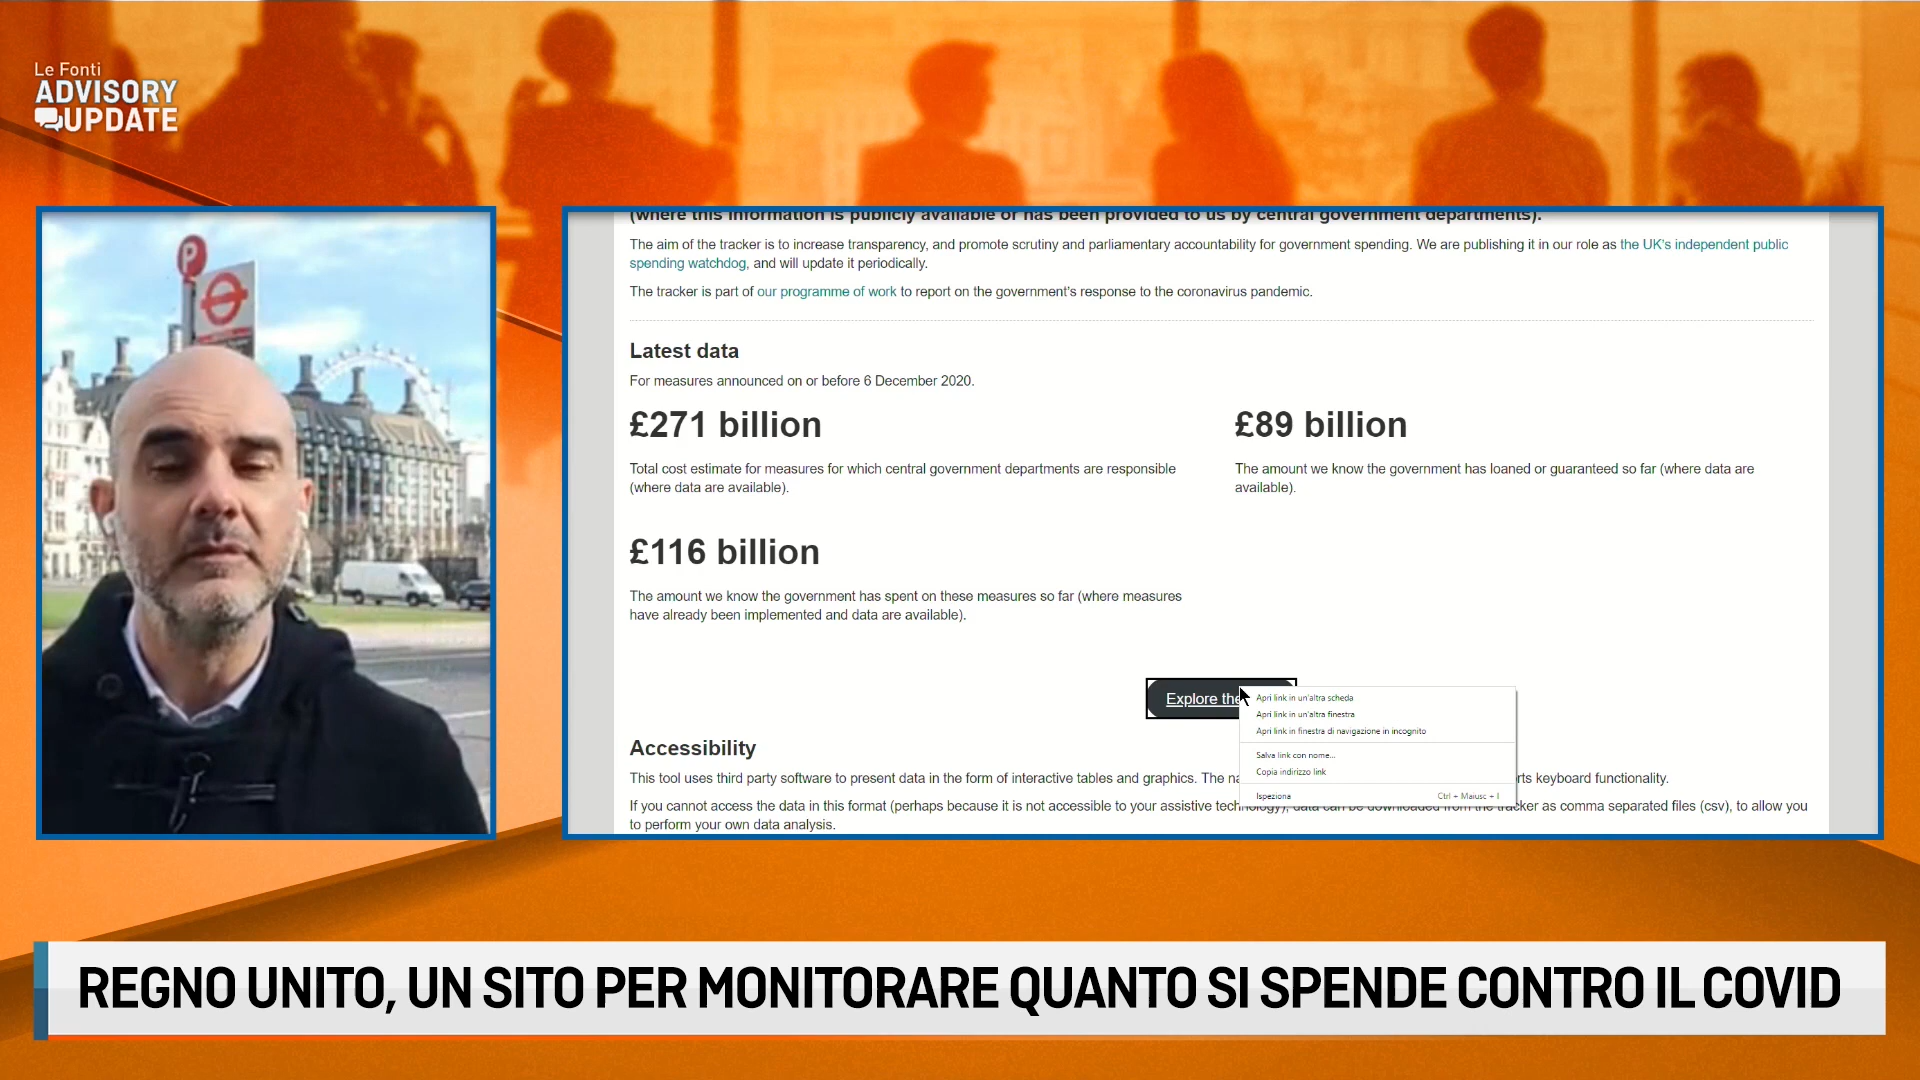 Le Fonti
ADVISORY
UPDATE
P
(where this information is publicly available or has been provided to us by central government departments).
The aim of the tracker is to increase transparency, and promote scrutiny and parliamentary accountability for government spending. We are publishing it in our role as the UK's independent public
spending watchdog, and will update it periodically.
The tracker is part of our programme of work to report on the government's response to the coronavirus pandemic.
Latest data
For measures announced on or before 6 December 2020.
£271 billion
Total cost estimate for measures for which central government departments are responsible
(where data are available).
£89 billion
The amount we know the government has loaned or guaranteed so far (where data are
available).
£116 billion
The amount we know the government has spent on these measures so far (where measures
have already been implemented and data are available).
Explore the
Apri link in un'altra scheda
Apri link in un'altra finestra
Apri link in finestra di navigazione in incognito
Salva link con nome...
Copia indirizzo link
Ispeziona Ctrl + Maiusc + I
Accessibility
This tool uses third party software to present data in the form of interactive tables and graphics. The keyboard functionality.
If you cannot access the data in this format (perhaps because it is not accessible to your assistive technology), data can be downloaded from the tracker as comma separated files (csv), to allow you
to perform your own data analysis.
REGNO UNITO, UN SITO PER MONITORARE QUANTO SI SPENDE CONTRO IL COVID